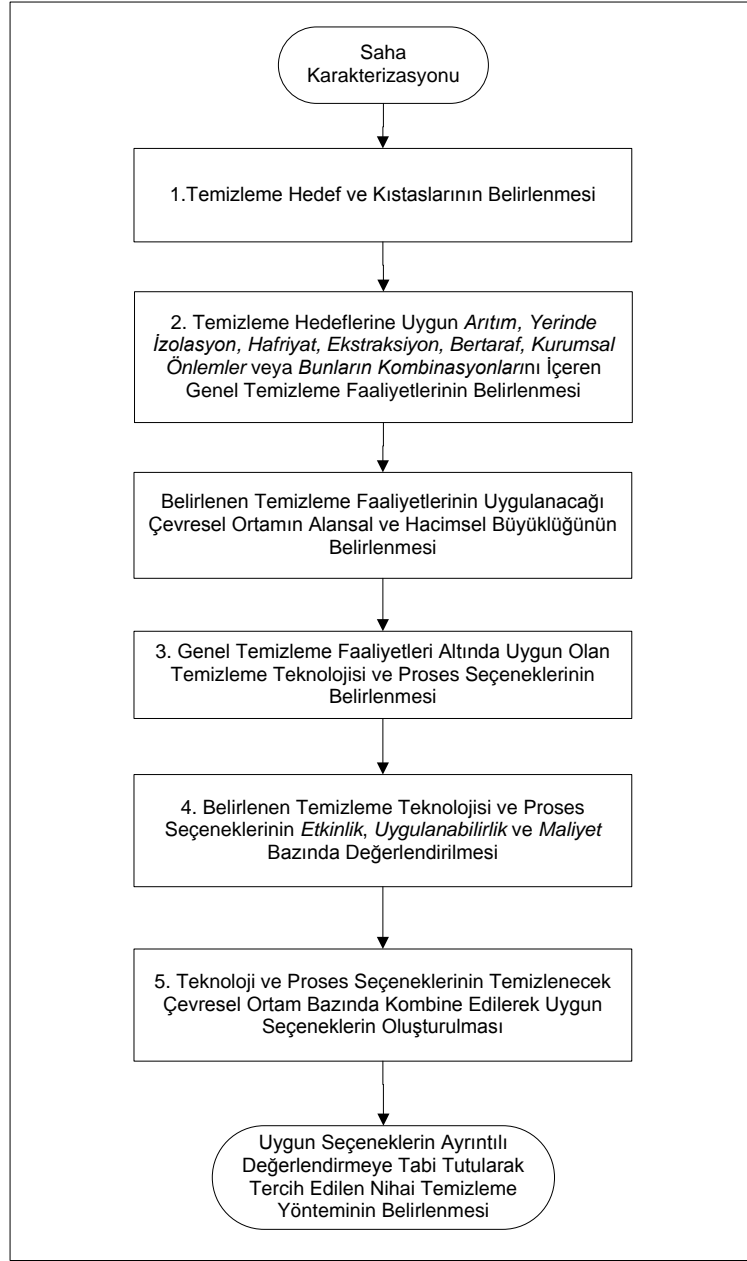 Saha
Karakterizasyonu
1.Temizleme Hedef ve Kıstaslarının Belirlenmesi
2. Temizleme Hedeflerine Uygun Arıtım, Yerinde
İzolasyon, Hafriyat, Ekstraksiyon, Bertaraf, Kurumsal
Önlemler veya Bunların Kombinasyonlarını İçeren
Genel Temizleme Faaliyetlerinin Belirlenmesi
Belirlenen Temizleme Faaliyetlerinin Uygulanacağı
Çevresel Ortamın Alansal ve Hacimsel Büyüklüğünün
Belirlenmesi
3. Genel Temizleme Faaliyetleri Altında Uygun Olan
Temizleme Teknolojisi ve Proses Seçeneklerinin
Belirlenmesi
4. Belirlenen Temizleme Teknolojisi ve Proses
Seçeneklerinin Etkinlik, Uygulanabilirlik ve Maliyet
Bazında Değerlendirilmesi
5. Teknoloji ve Proses Seçeneklerinin Temizlenecek
Çevresel Ortam Bazında Kombine Edilerek Uygun
Seçeneklerin Oluşturulması
Uygun Seçeneklerin Ayrıntılı
Değerlendirmeye Tabi Tutularak
Tercih Edilen Nihai Temizleme
Yönteminin Belirlenmesi